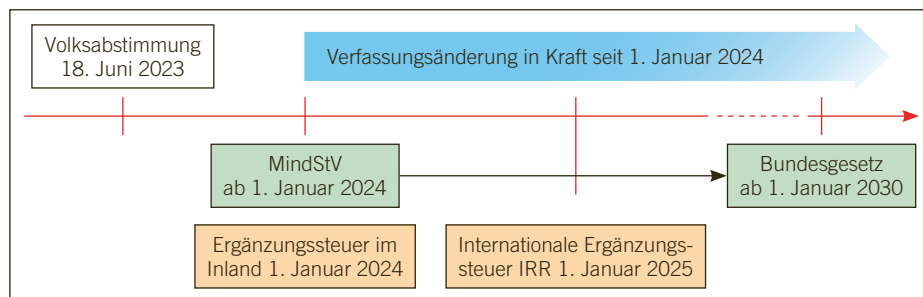 Volksabstimmung
18. Juni 2023
Verfassungsänderung in Kraft seit 1. Januar 2024
MindStV
ab 1. Januar 2024
Bundesgesetz
ab 1. Januar 2030
Ergänzungssteuer im
Inland 1. Januar 2024
Internationale Ergänzungs-
steuer IRR 1. Januar 2025